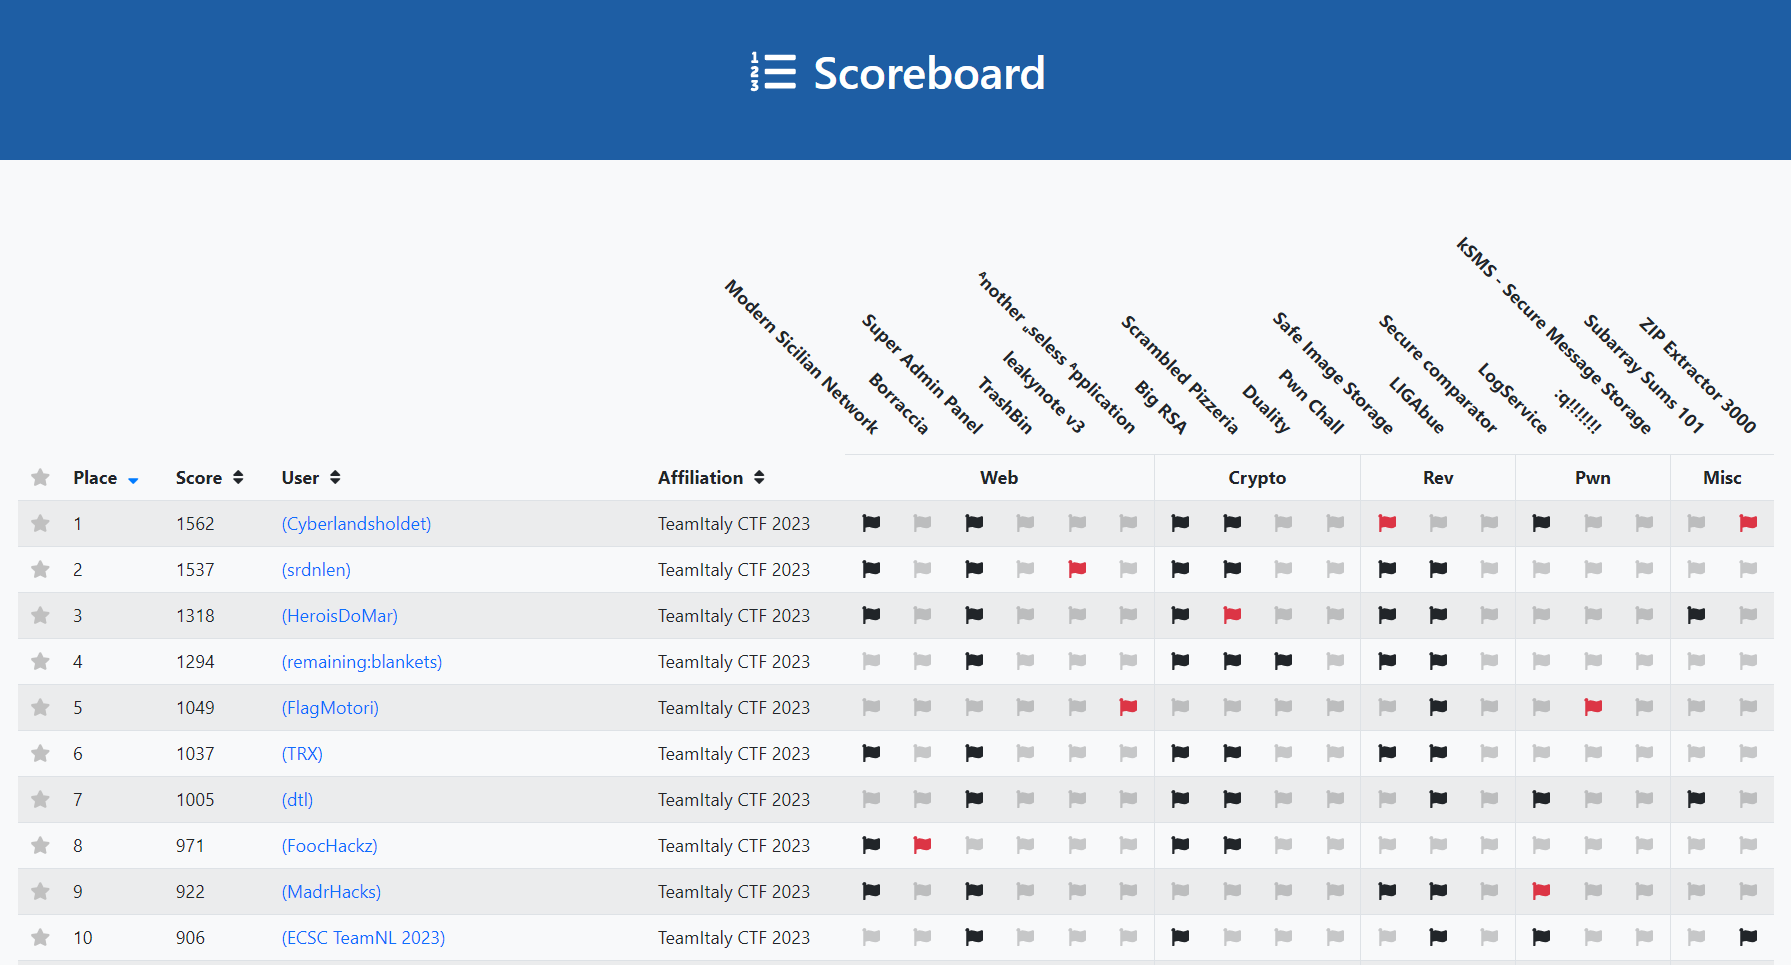 Scoreboard
Modern Sicilian Network
Borraccia
Super Admin Panel
TrashBin
leakynote v3
ᴬnother ᵤseless ᴬpplication
Big RSA
Scrambled Pizzeria
Duality
Pwn Chall
Safe Image Storage
LIGAbue
Secure comparator
LogService
:q!!!!!!!
kSMS - Secure Message Storage
Subarray Sums 101
ZIP Extractor 3000
Place Score User Affiliation Web Crypto Rev Pwn Misc
1 1562 (Cyberlandsholdet) TeamItaly CTF 2023
2 1537 (srdnlen) TeamItaly CTF 2023
3 1318 (HeroisDoMar) TeamItaly CTF 2023
4 1294 (remaining:blankets) TeamItaly CTF 2023
5 1049 (FlagMotori) TeamItaly CTF 2023
6 1037 (TRX) TeamItaly CTF 2023
7 1005 (dtl) TeamItaly CTF 2023
8 971 (FoocHackz) TeamItaly CTF 2023
9 922 (MadrHacks) TeamItaly CTF 2023
10 906 (ECSC TeamNL 2023) TeamItaly CTF 2023